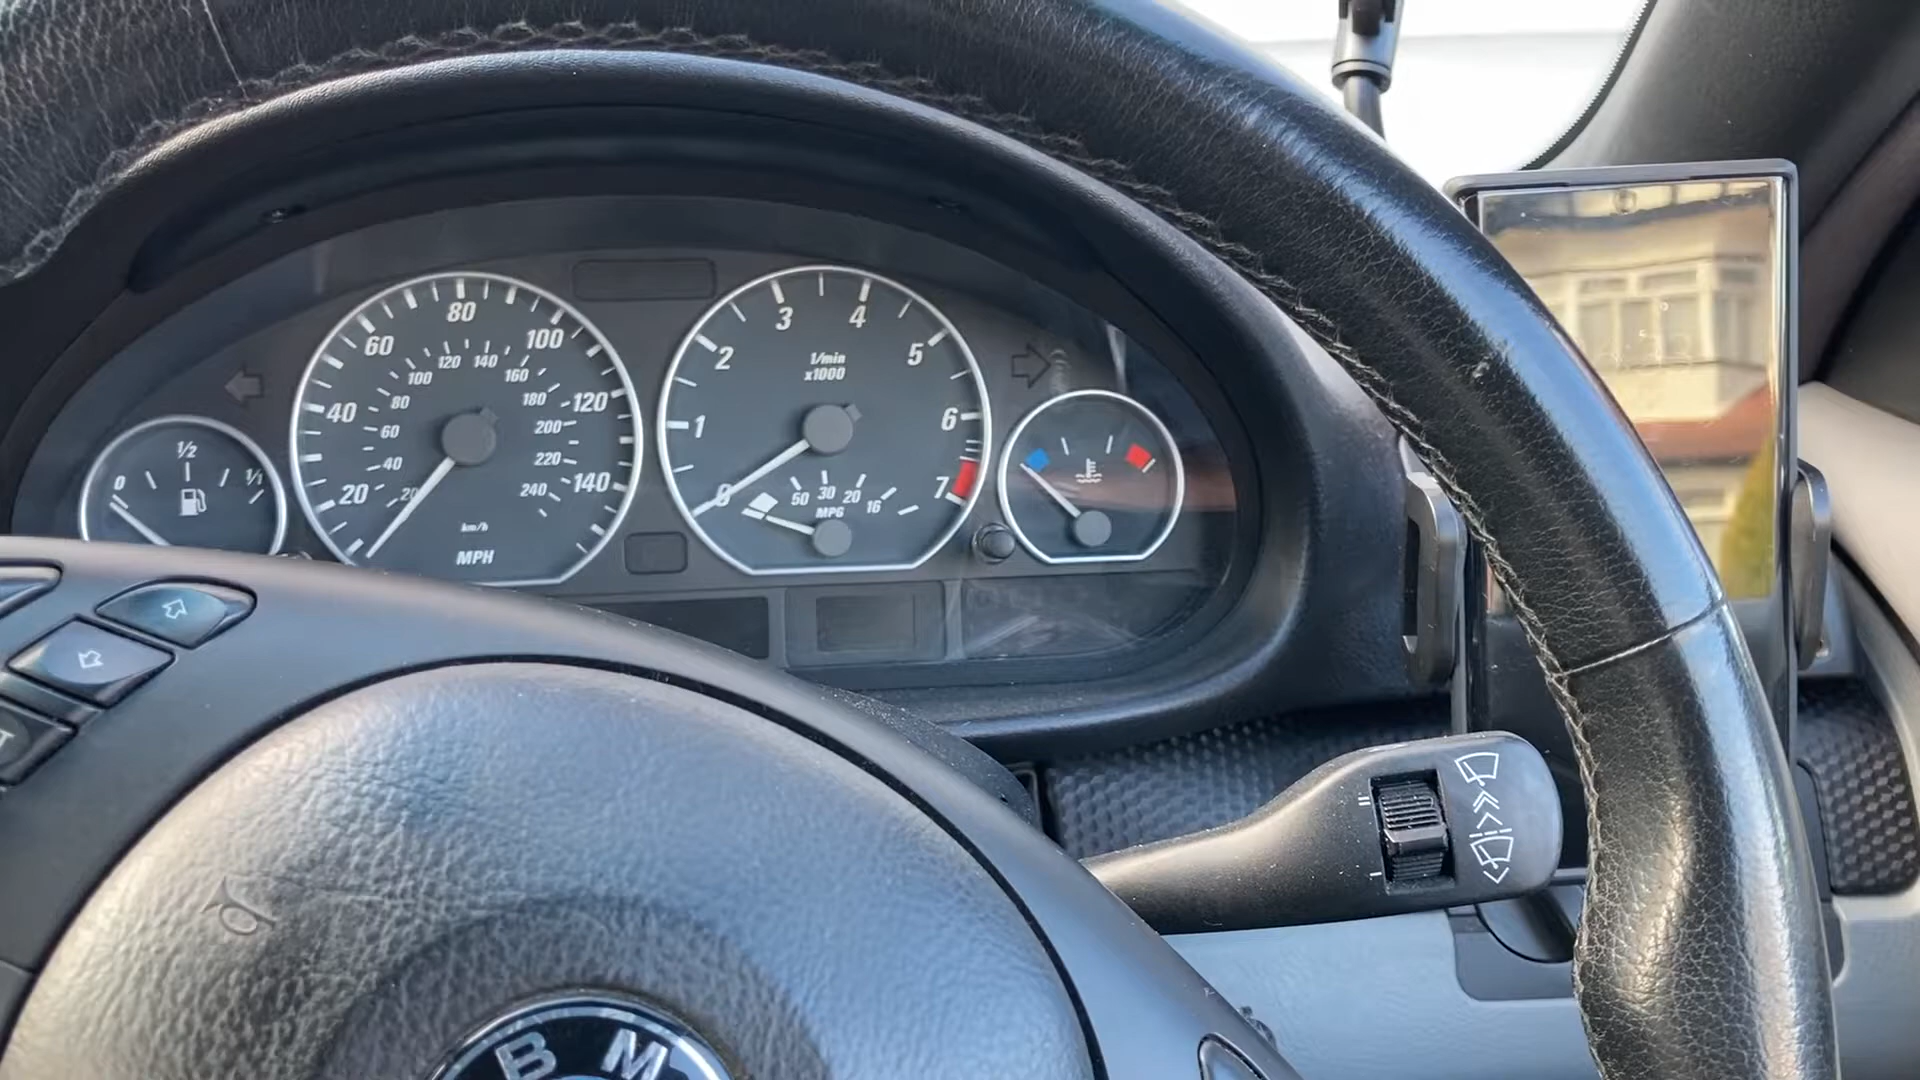 0 1/2 1/1
20 40 60 80 100 120 140
20 40 60 80 100 120 140 160 180 200 220 240
km/h
MPH
0 1 2 3 4 5 6 7
1/min
x1000
50 30 20 16
MPG
B M